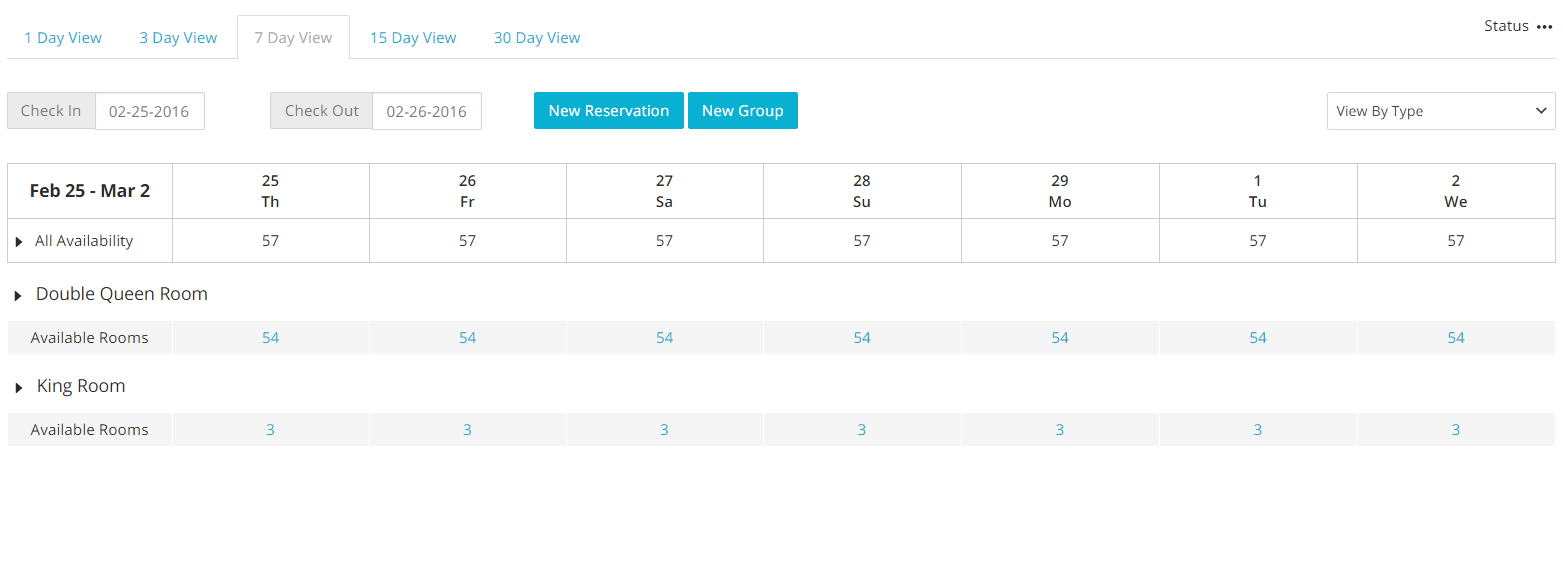 1 Day View 3 Day View 7 Day View 15 Day View 30 Day View Status •••
Check In 02-25-2016 Check Out 02-26-2016 New Reservation New Group View By Type
Feb 25 - Mar 2 25 26 27 28 29 1 2
Th Fr Sa Su Mo Tu We
All Availability 57 57 57 57 57 57 57
Double Queen Room
Available Rooms 54 54 54 54 54 54 54
King Room
Available Rooms 3 3 3 3 3 3 3